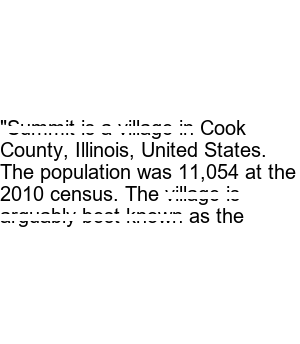 "Summit is a village in Cook
County, Illinois, United States.
The population was 11,054 at the
2010 census. The village is
arguably best known as the